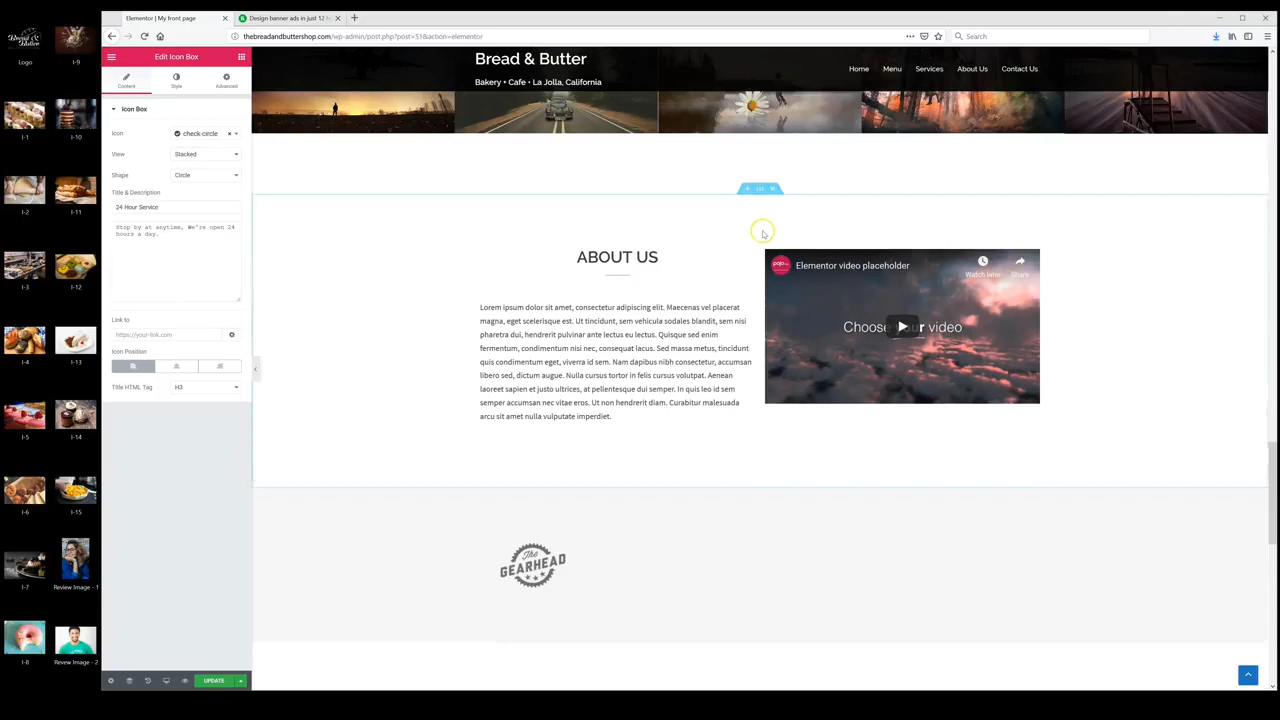 Elementor | My front page
Design banner ads in just 12 h
thebreadandbuttershop.com/wp-admin/post.php?post=51&action=elementor
Search
Bread & Butter
Logo
I-9
I-1
I-10
I-2
I-11
I-3
I-12
I-4
I-13
I-5
I-14
I-6
I-15
I-7
Review Image - 1
I-8
Revew Image - 2
Edit Icon Box
Content
Style
Advanced
Icon Box
Icon
check-circle
View
Stacked
Shape
Circle
Title & Description
24 Hour Service
Stop by at anytime, We're open 24
hours a day.
Link to
https://your-link.com
Icon Position
Title HTML Tag
H3
UPDATE
Bread & Butter
Bakery • Cafe • La Jolla, California
Home
Menu
Services
About Us
Contact Us
ABOUT US
Lorem ipsum dolor sit amet, consectetur adipiscing elit. Maecenas vel placerat
magna, eget scelerisque est. Ut tincidunt, sem vehicula sodales blandit, sem nisi
pharetra dui, hendrerit pulvinar ante lectus eu lectus. Quisque sed enim
fermentum, condimentum nisi nec, consequat lacus. Sed massa metus, tincidunt
quis condimentum eget, viverra id sem. Nam dapibus nibh consectetur, accumsan
libero sed, dictum augue. Nulla cursus tortor in felis cursus volutpat. Aenean
laoreet sapien et justo ultrices, at pellentesque dui semper. In quis leo id sem
semper accumsan nec vitae eros. Ut non hendrerit diam. Curabitur malesuada
arcu sit amet nulla vulputate imperdiet.
pojo
Elementor video placeholder
Watch later
Share
Choose your video
The
GEARHEAD